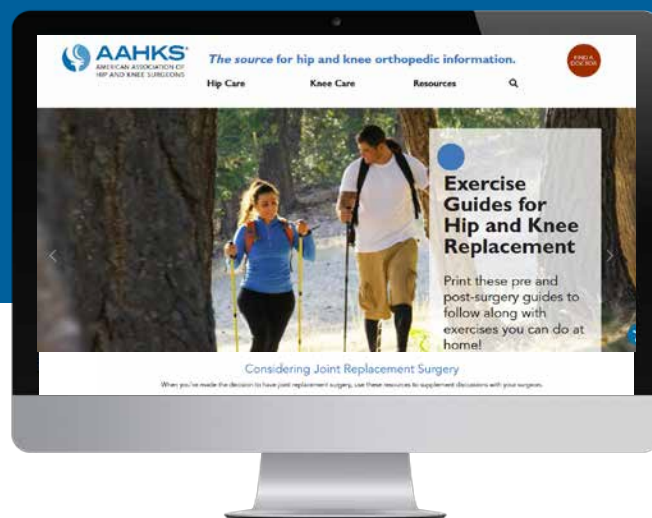 AAHKS
AMERICAN ASSOCIATION OF
HIP AND KNEE SURGEONS
The source for hip and knee orthopedic information.
FIND A
DOCTOR
Hip Care Knee Care Resources
Exercise
Guides for
Hip and Knee
Replacement
Print these pre and
post-surgery guides to
follow along with
exercises you can do at
home!
Considering Joint Replacement Surgery
When you've made the decision to have joint replacement surgery, use these resources to supplement discussions with your surgeon.